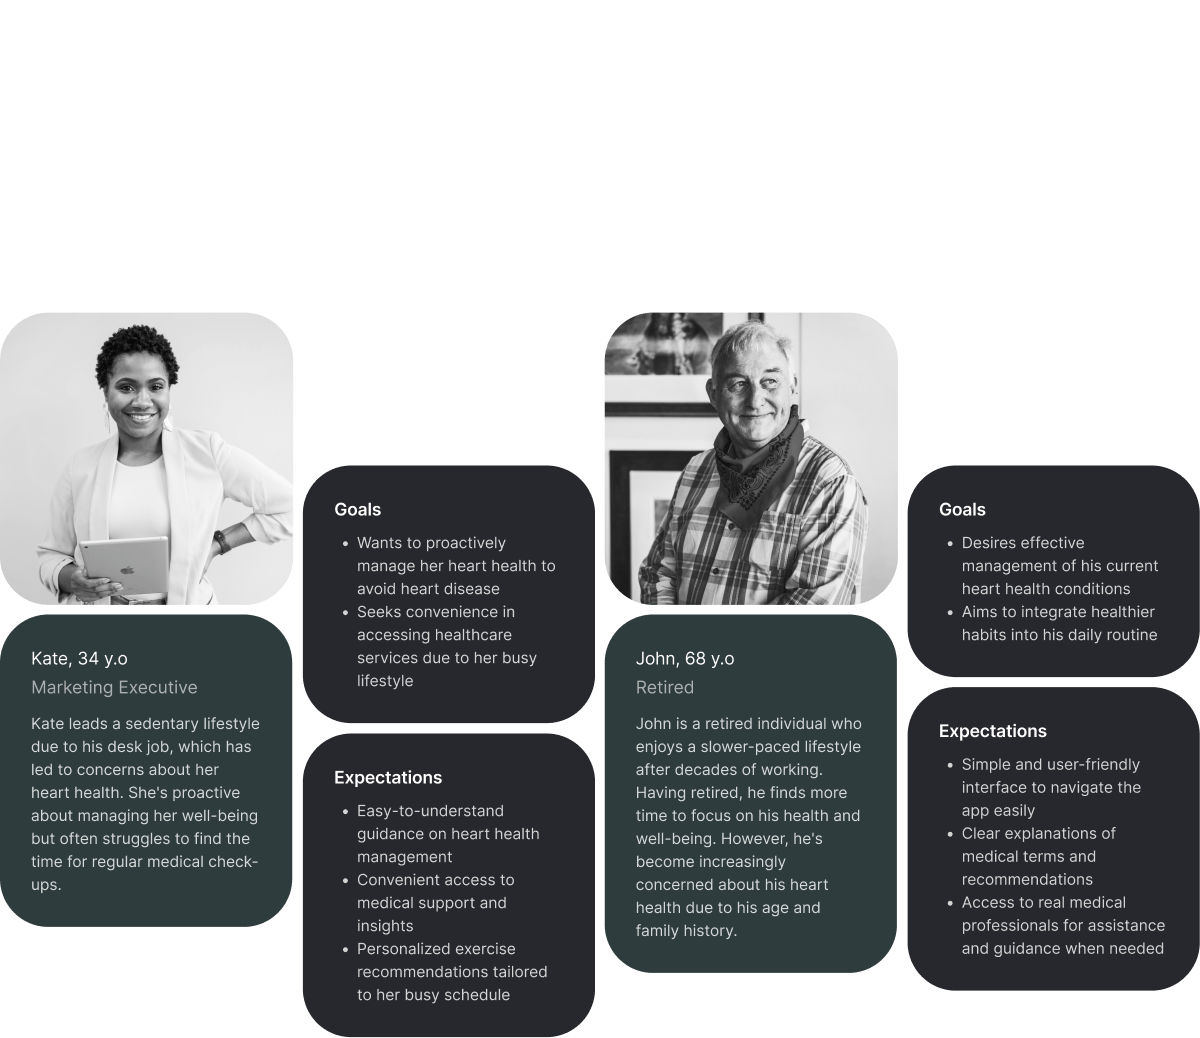 Kate, 34 y.o
Marketing Executive
Kate leads a sedentary lifestyle
due to his desk job, which has
led to concerns about her
heart health. She's proactive
about managing her well-being
but often struggles to find the
time for regular medical check-
ups.
Goals
• Wants to proactively
manage her heart health to
avoid heart disease
• Seeks convenience in
accessing healthcare
services due to her busy
lifestyle
Expectations
• Easy-to-understand
guidance on heart health
management
• Convenient access to
medical support and
insights
• Personalized exercise
recommendations tailored
to her busy schedule
John, 68 y.o
Retired
John is a retired individual who
enjoys a slower-paced lifestyle
after decades of working.
Having retired, he finds more
time to focus on his health and
well-being. However, he's
become increasingly
concerned about his heart
health due to his age and
family history.
Goals
• Desires effective
management of his current
heart health conditions
• Aims to integrate healthier
habits into his daily routine
Expectations
• Simple and user-friendly
interface to navigate the
app easily
• Clear explanations of
medical terms and
recommendations
• Access to real medical
professionals for assistance
and guidance when needed